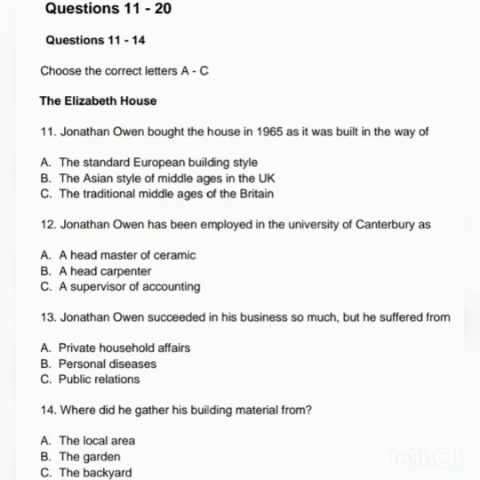 Questions 11 - 20
Questions 11 - 14
Choose the correct letters A - C
The Elizabeth House
11. Jonathan Owen bought the house in 1965 as it was built in the way of
A. The standard European building style
B. The Asian style of middle ages in the UK
C. The traditional middle ages of the Britain
12. Jonathan Owen has been employed in the university of Canterbury as
A. A head master of ceramic
B. A head carpenter
C. A supervisor of accounting
13. Jonathan Owen succeeded in his business so much, but he suffered from
A. Private household affairs
B. Personal diseases
C. Public relations
14. Where did he gather his building material from?
A. The local area
B. The garden
C. The backyard